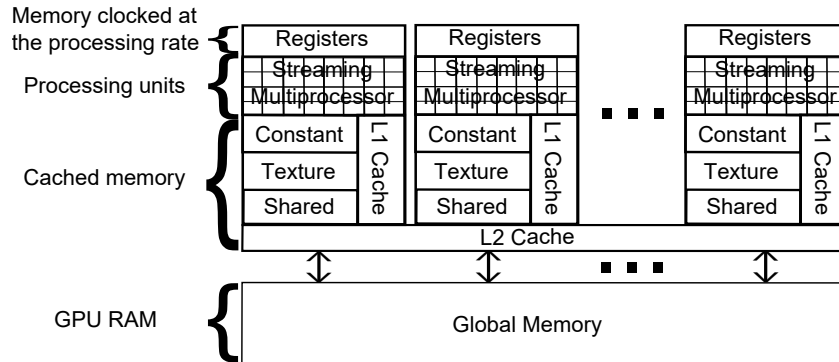 Memory clocked at
the processing rate
Registers
Registers
Registers
Processing units
Streaming
Multiprocessor
Streaming
Multiprocessor
Streaming
Multiprocessor
Cached memory
Constant
Texture
Shared
L1 Cache
Constant
Texture
Shared
L1 Cache
Constant
Texture
Shared
L1 Cache
L2 Cache
GPU RAM
Global Memory